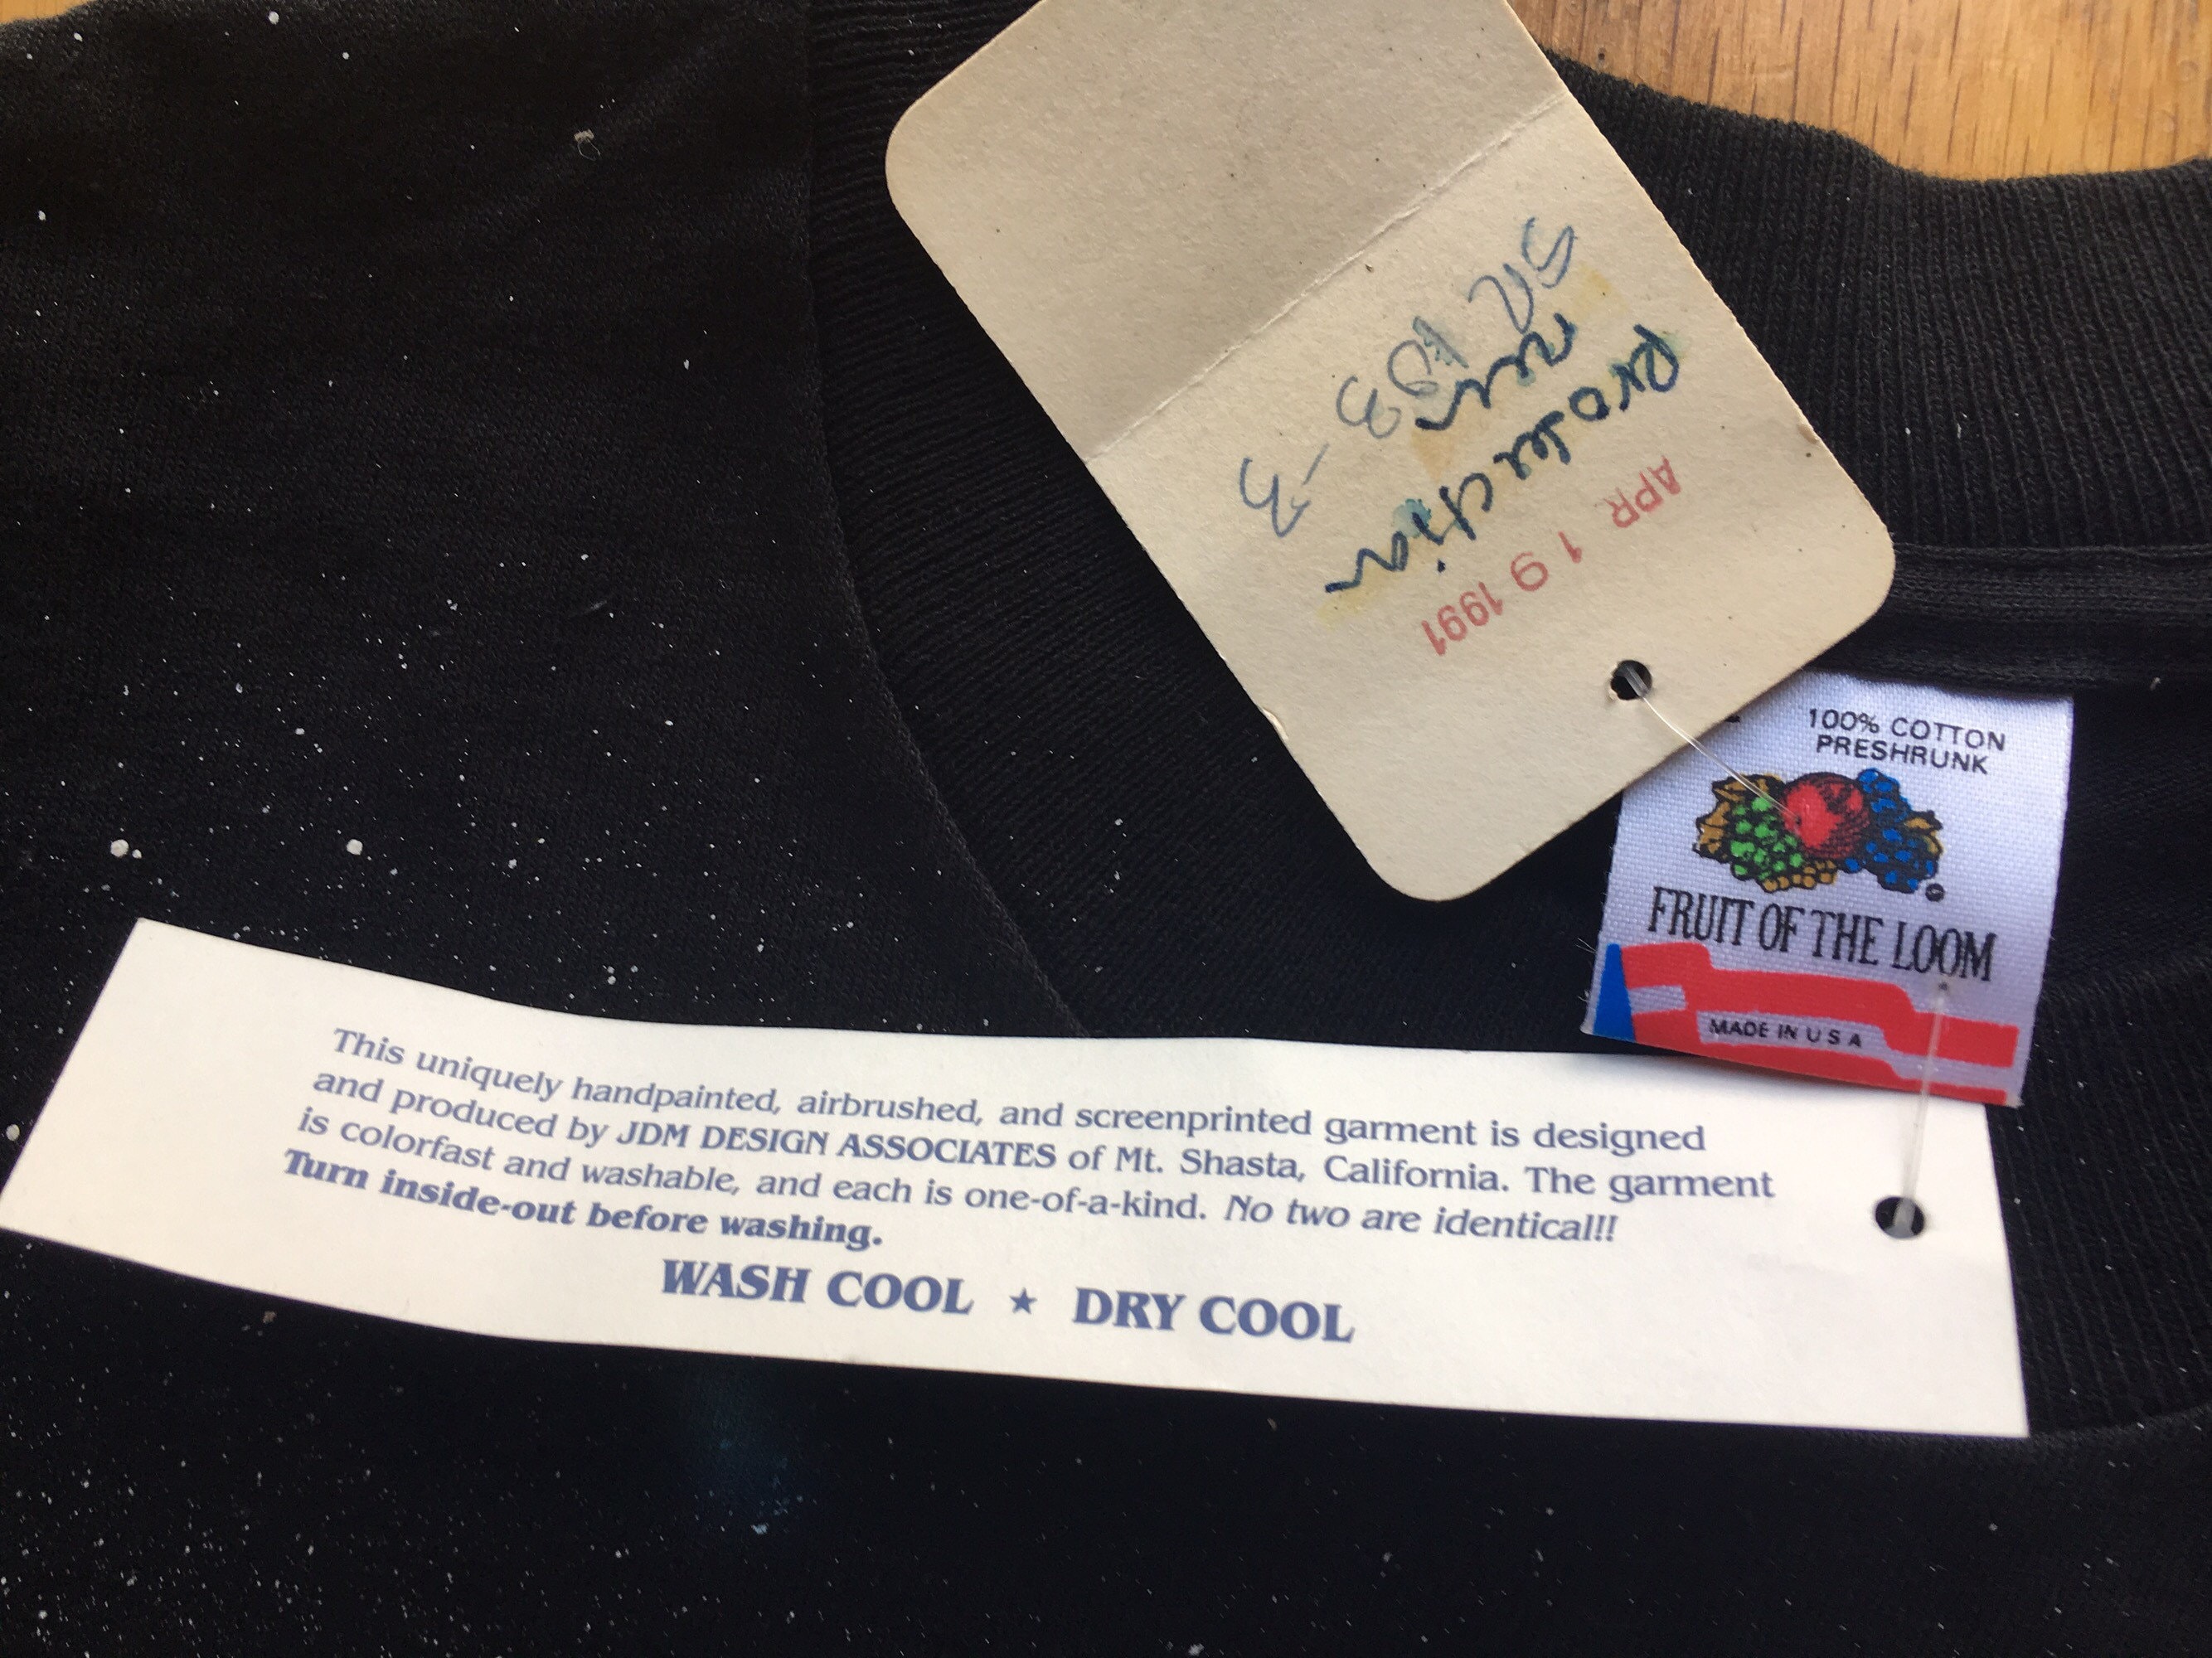 APR 19 1991
Production
100% COTTON
PRESHRUNK
FRUIT OF THE LOOM
MADE IN USA
This uniquely handpainted, airbrushed, and screenprinted garment is designed
and produced by JDM DESIGN ASSOCIATES of Mt. Shasta, California. The garment
is colorfast and washable, and each is one-of-a-kind. No two are identical!!
Turn inside-out before washing.
WASH COOL ★ DRY COOL